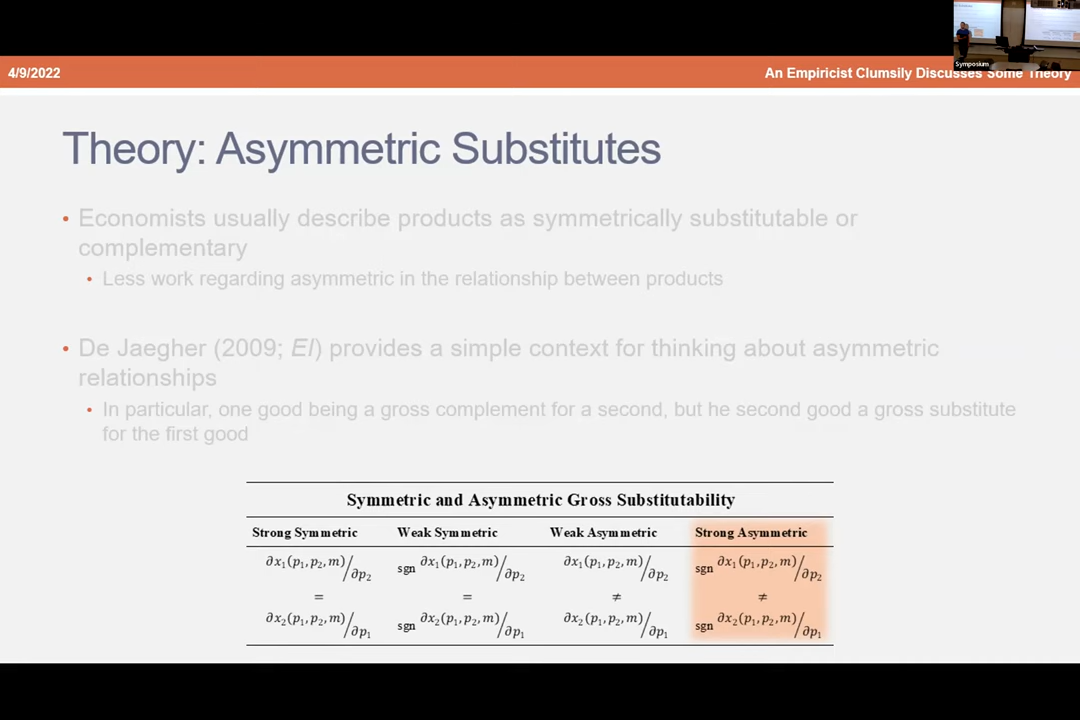 Symposium
4/9/2022
An Empiricist Clumsily Discusses Some Theory
Theory: Asymmetric Substitutes
• Economists usually describe products as symmetrically substitutable or
complementary
• Less work regarding asymmetric in the relationship between products
• De Jaegher (2009; EI) provides a simple context for thinking about asymmetric
relationships
• In particular, one good being a gross complement for a second, but he second good a gross substitute
for the first good
Symmetric and Asymmetric Gross Substitutability
Strong Symmetric Weak Symmetric Weak Asymmetric Strong Asymmetric
∂x₁(p₁,p₂,m)/∂p₂ sgn ∂x₁(p₁,p₂,m)/∂p₂ ∂x₁(p₁,p₂,m)/∂p₂ sgn ∂x₁(p₁,p₂,m)/∂p₂
= = ≠ ≠
∂x₂(p₁,p₂,m)/∂p₁ sgn ∂x₂(p₁,p₂,m)/∂p₁ ∂x₂(p₁,p₂,m)/∂p₁ sgn ∂x₂(p₁,p₂,m)/∂p₁